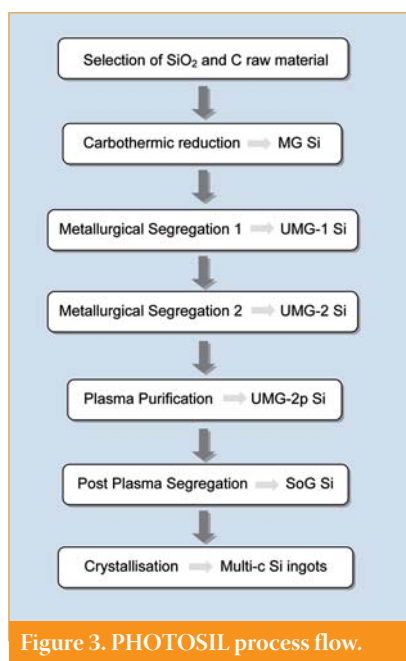 Selection of SiO₂ and C raw material
Carbothermic reduction ⇨ MG Si
Metallurgical Segregation 1 ⇨ UMG-1 Si
Metallurgical Segregation 2 ⇨ UMG-2 Si
Plasma Purification ⇨ UMG-2p Si
Post Plasma Segregation ⇨ SoG Si
Crystallisation ⇨ Multi-c Si ingots
Figure 3. PHOTOSIL process flow.